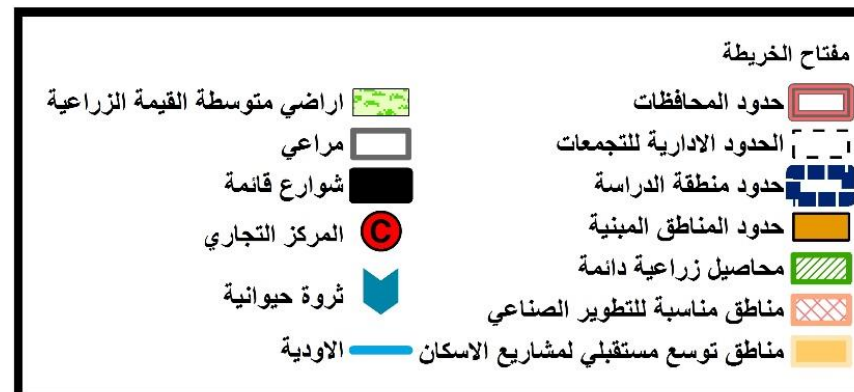 مفتاح الخريطة
حدود المحافظات
الحدود الادارية للتجمعات
حدود منطقة الدراسة
حدود المناطق المبنية
محاصيل زراعية دائمة
مناطق مناسبة للتطوير الصناعي
مناطق توسع مستقبلي لمشاريع الاسكان
اراضي متوسطة القيمة الزراعية
مراعي
شوارع قائمة
C المركز التجاري
ثروة حيوانية
الاودية